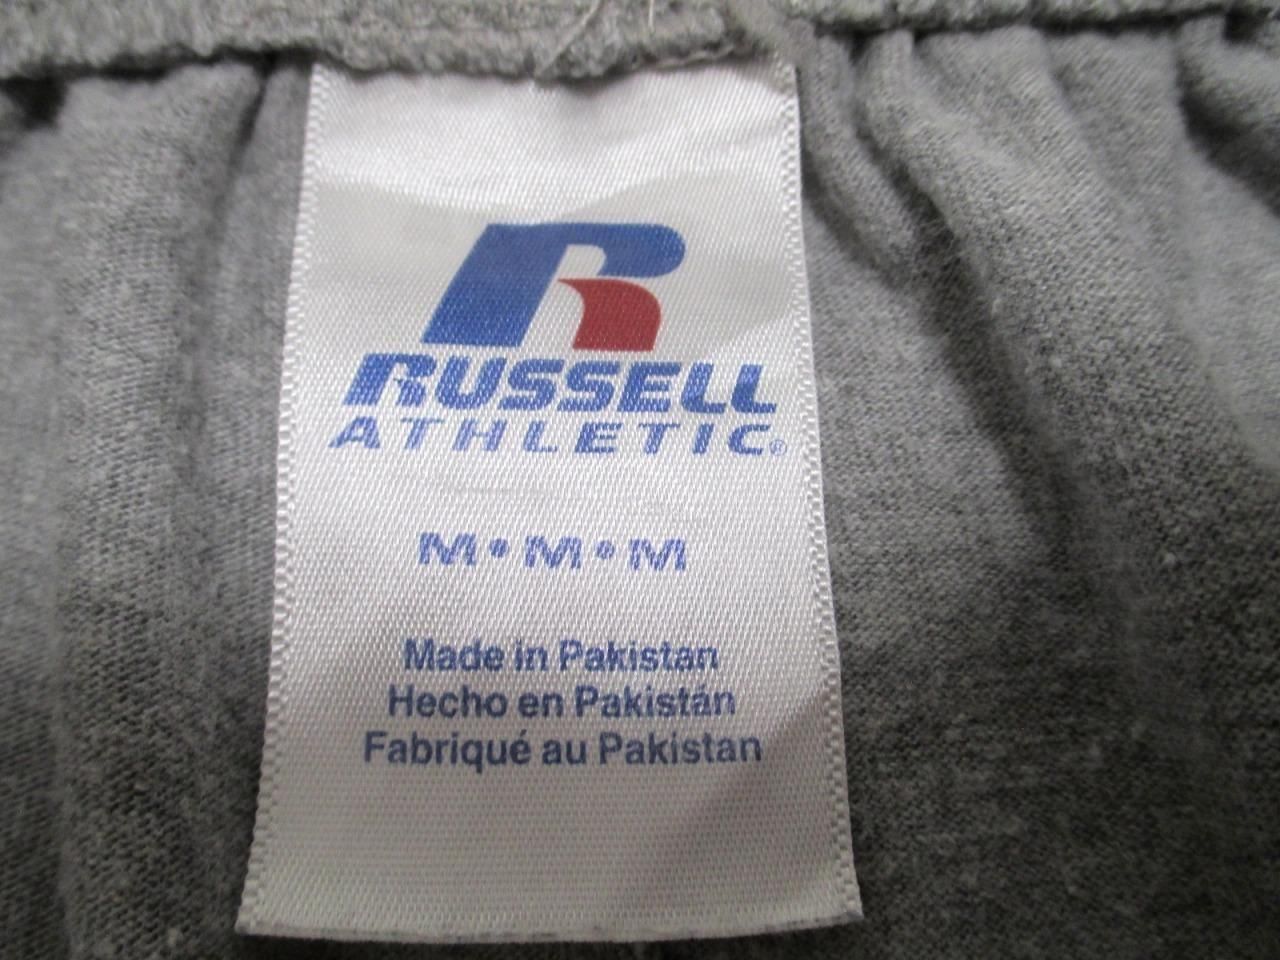 R
RUSSELL
ATHLETIC®
M•M•M
Made in Pakistan
Hecho en Pakistán
Fabriqué au Pakistan